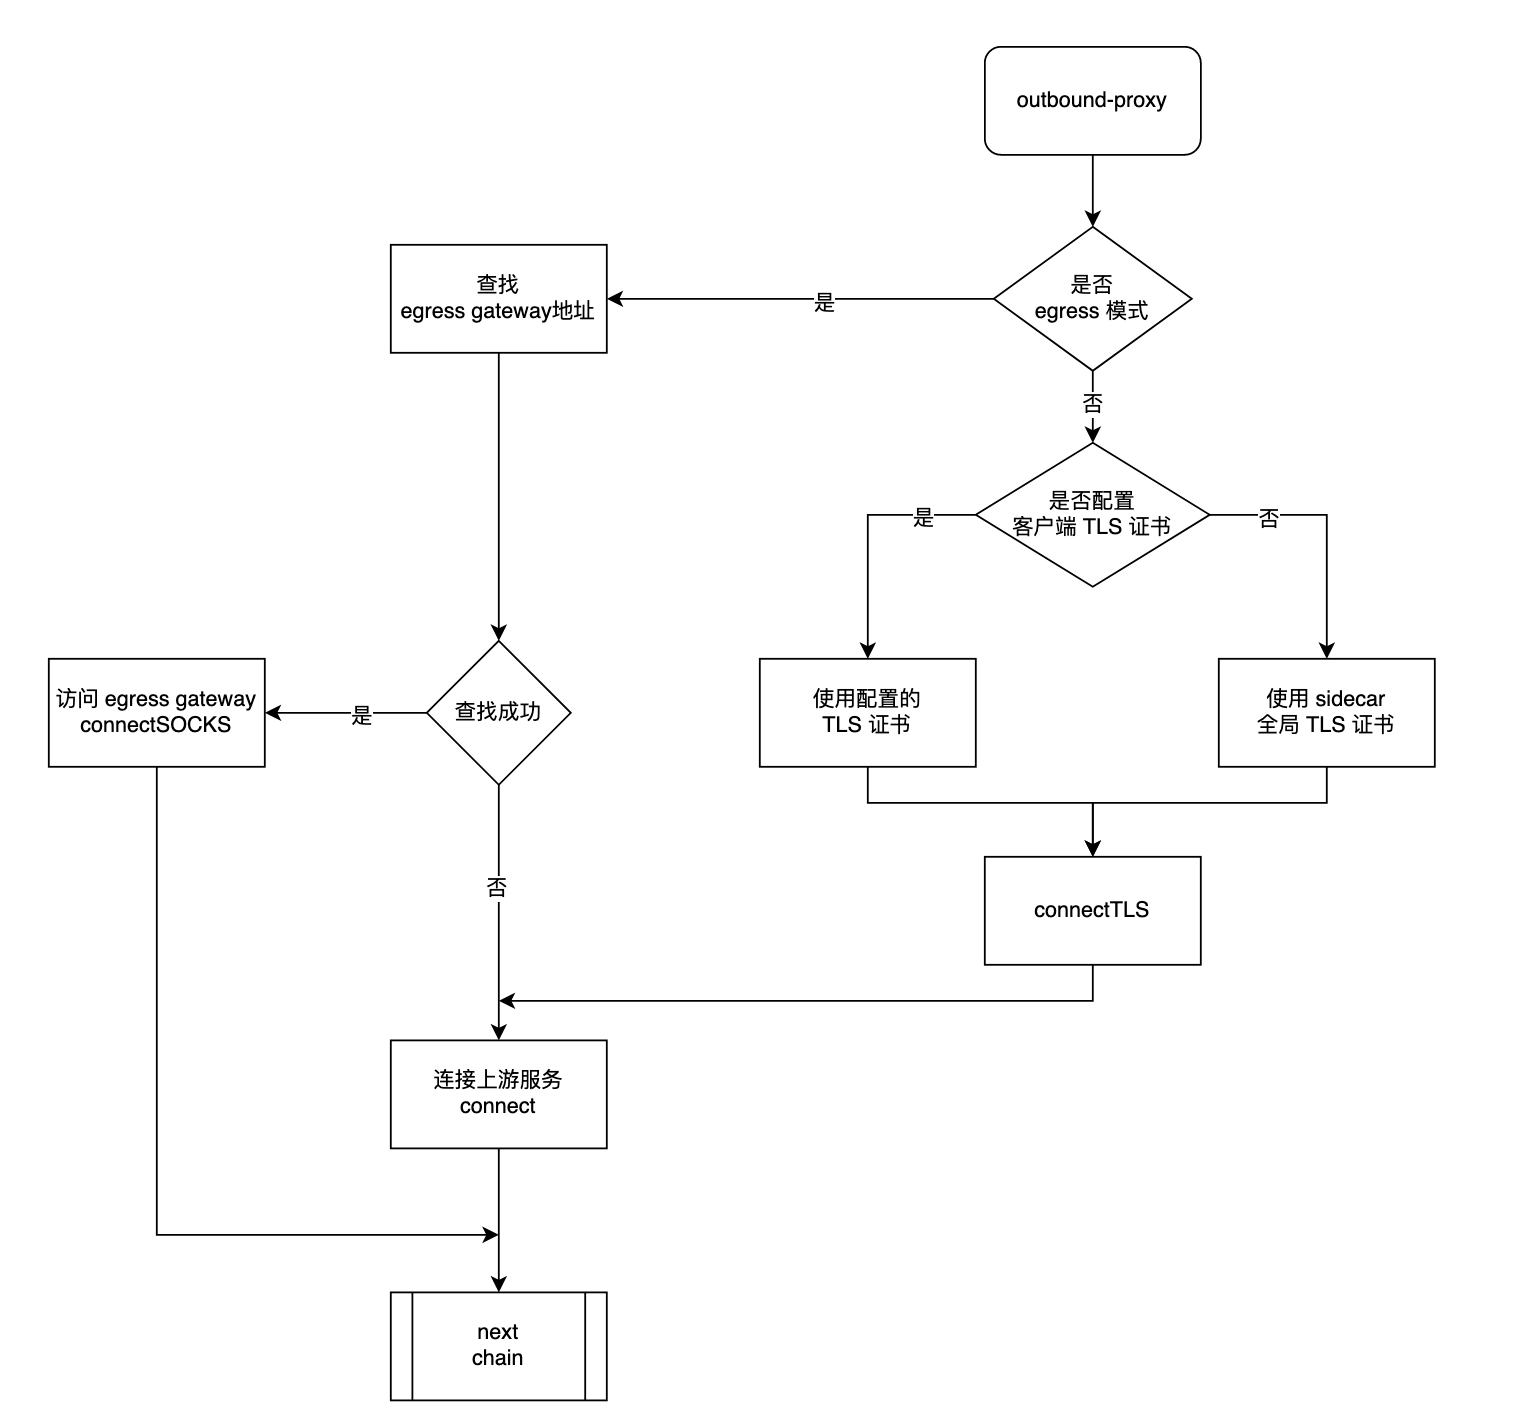 outbound-proxy
是否
egress 模式
是
查找
egress gateway地址
否
是否配置
客户端 TLS 证书
是
否
访问 egress gateway
connectSOCKS
是
查找成功
使用配置的
TLS 证书
使用 sidecar
全局 TLS 证书
否
connectTLS
连接上游服务
connect
next
chain